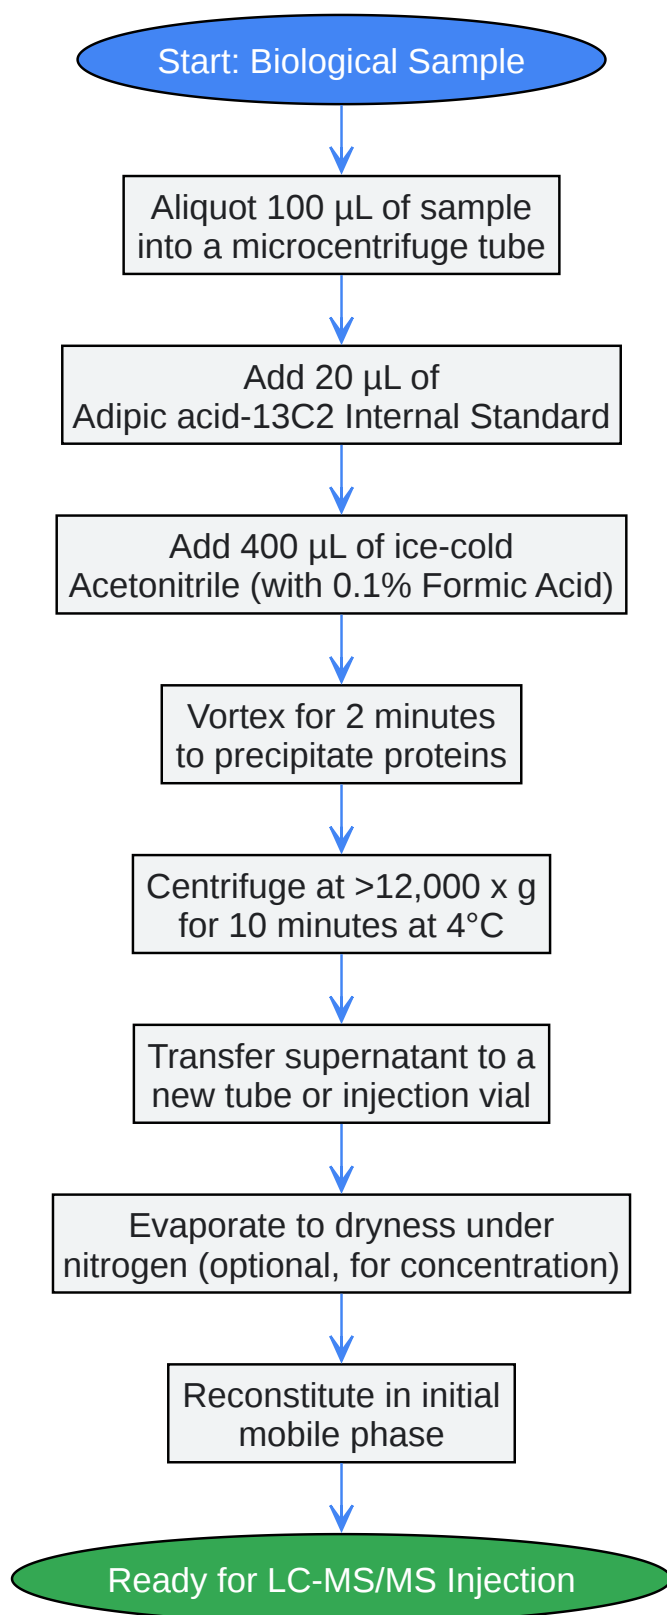 Start: Biological Sample
Aliquot 100 µL of sample
into a microcentrifuge tube
Add 20 µL of
Adipic acid-13C2 Internal Standard
Add 400 µL of ice-cold
Acetonitrile (with 0.1% Formic Acid)
Vortex for 2 minutes
to precipitate proteins
Centrifuge at >12,000 x g
for 10 minutes at 4°C
Transfer supernatant to a
new tube or injection vial
Evaporate to dryness under
nitrogen (optional, for concentration)
Reconstitute in initial
mobile phase
Ready for LC-MS/MS Injection